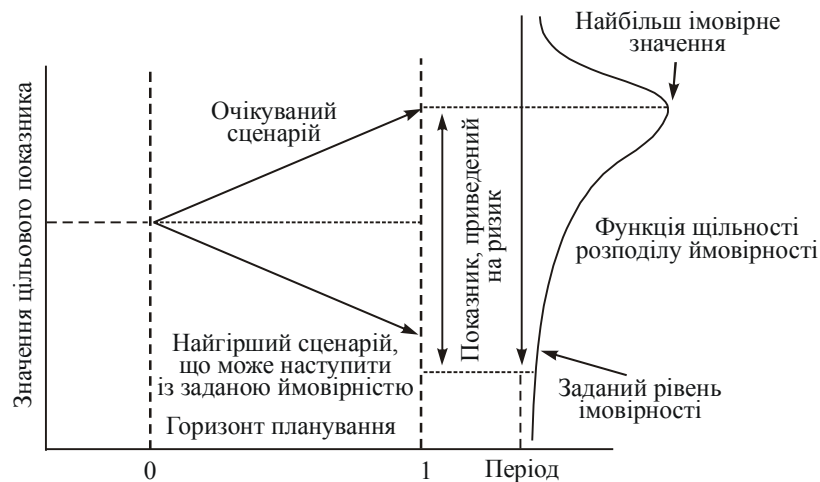 Найбільш імовірне
значення
Значення цільового показника
Очікуваний
сценарій
Показник, приведений
на ризик
Функція щільності
розподілу ймовірності
Найгірший сценарій,
що може наступити
із заданою ймовірністю
Заданий рівень
імовірності
Горизонт планування
0
1
Період